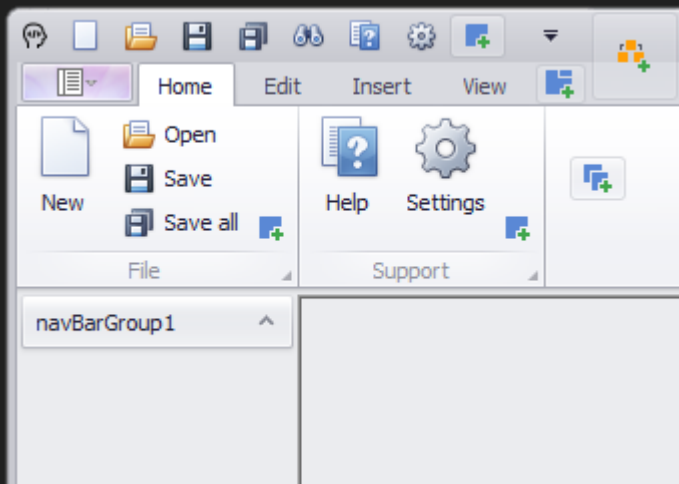 Home Edit Insert View
New
Open
Save
Save all
File
Help
Settings
Support
navBarGroup1